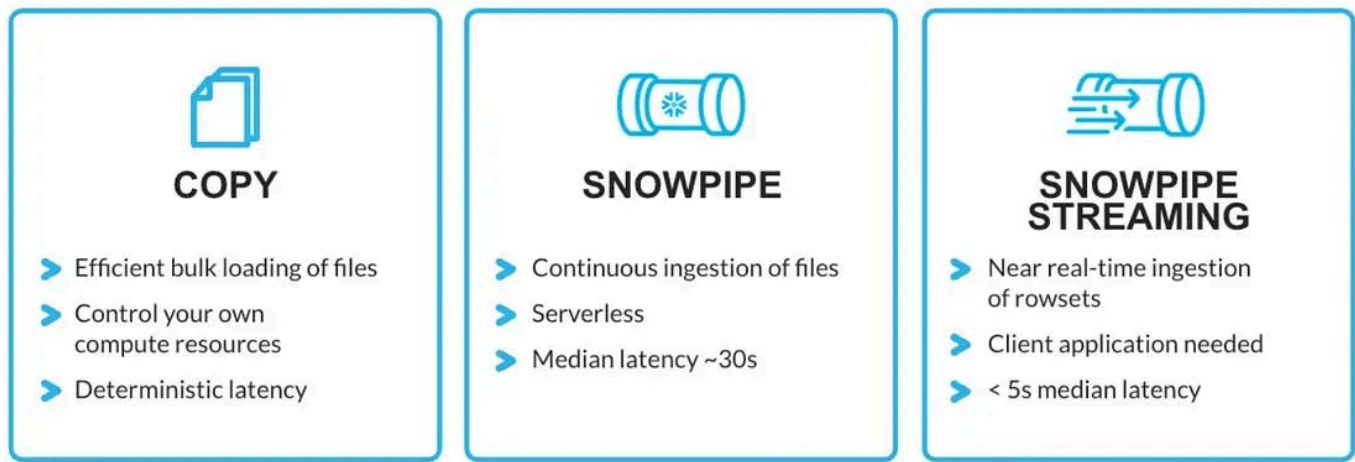 COPY
Efficient bulk loading of files
Control your own
compute resources
Deterministic latency
SNOWPIPE
Continuous ingestion of files
Serverless
Median latency ~30s
SNOWPIPE
STREAMING
Near real-time ingestion
of rowsets
Client application needed
< 5s median latency